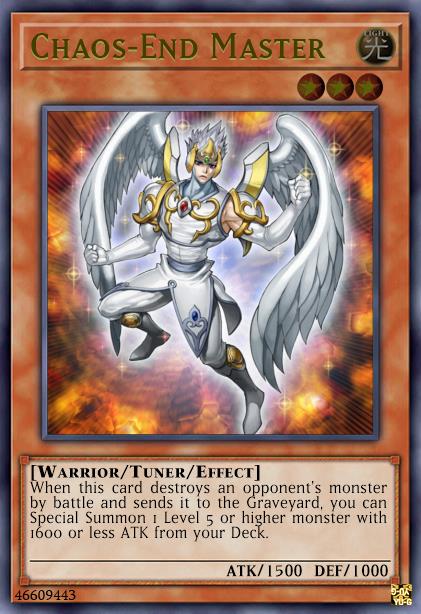 CHAOS-END MASTER
LIGHT
光
[WARRIOR/TUNER/EFFECT]
When this card destroys an opponent's monster
by battle and sends it to the Graveyard, you can
Special Summon 1 Level 5 or higher monster with
1600 or less ATK from your Deck.
ATK/1500 DEF/1000
46609443